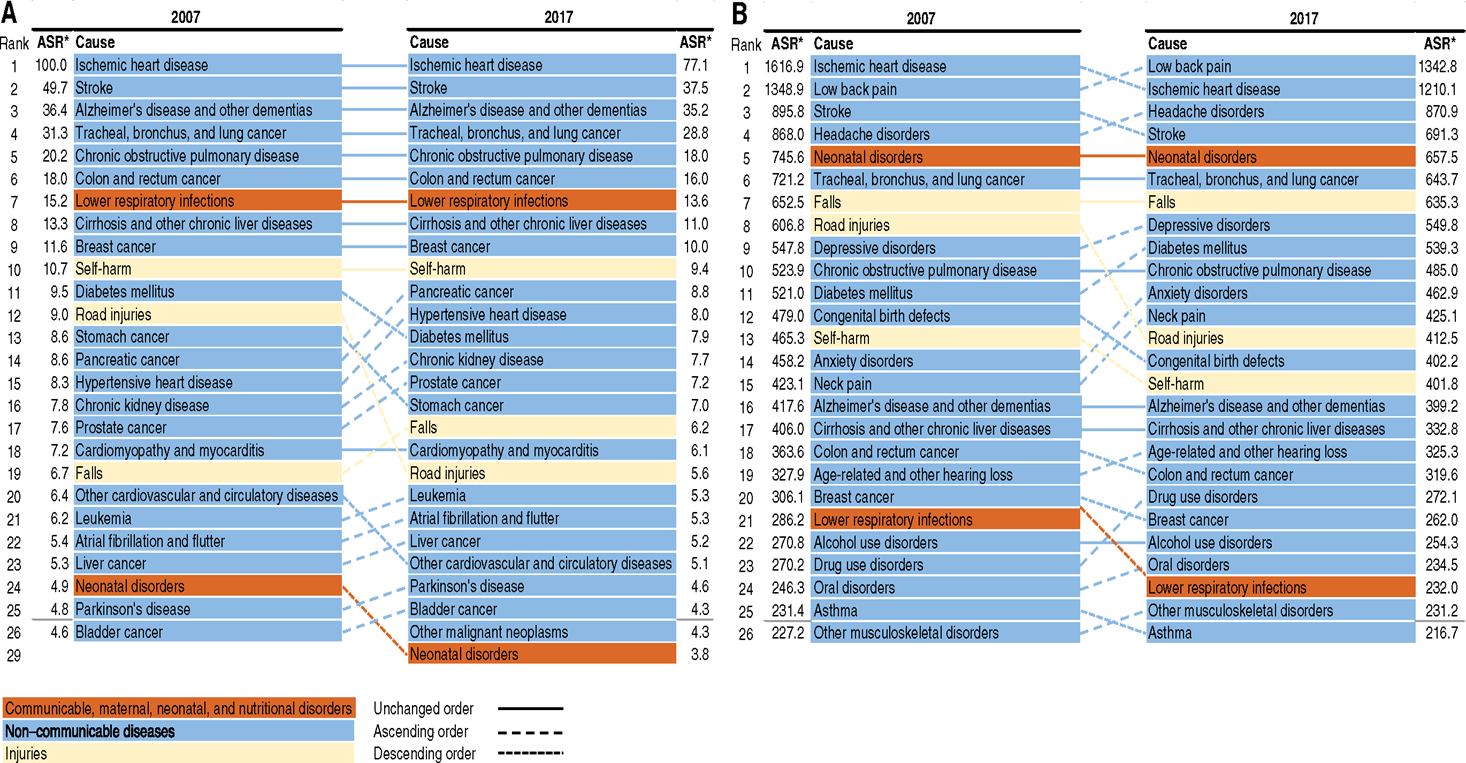 A 2007 2017
Rank ASR* Cause Cause ASR*
1 100.0 Ischemic heart disease Ischemic heart disease 77.1
2 49.7 Stroke Stroke 37.5
3 36.4 Alzheimer's disease and other dementias Alzheimer's disease and other dementias 35.2
4 31.3 Tracheal, bronchus, and lung cancer Tracheal, bronchus, and lung cancer 28.8
5 20.2 Chronic obstructive pulmonary disease Chronic obstructive pulmonary disease 18.0
6 18.0 Colon and rectum cancer Colon and rectum cancer 16.0
7 15.2 Lower respiratory infections Lower respiratory infections 13.6
8 13.3 Cirrhosis and other chronic liver diseases Cirrhosis and other chronic liver diseases 11.0
9 11.6 Breast cancer Breast cancer 10.0
10 10.7 Self-harm Self-harm 9.4
11 9.5 Diabetes mellitus Pancreatic cancer 8.8
12 9.0 Road injuries Hypertensive heart disease 8.0
13 8.6 Stomach cancer Diabetes mellitus 7.9
14 8.6 Pancreatic cancer Chronic kidney disease 7.7
15 8.3 Hypertensive heart disease Prostate cancer 7.2
16 7.8 Chronic kidney disease Stomach cancer 7.0
17 7.6 Prostate cancer Falls 6.2
18 7.2 Cardiomyopathy and myocarditis Cardiomyopathy and myocarditis 6.1
19 6.7 Falls Road injuries 5.6
20 6.4 Other cardiovascular and circulatory diseases Leukemia 5.3
21 6.2 Leukemia Atrial fibrillation and flutter 5.3
22 5.4 Atrial fibrillation and flutter Liver cancer 5.2
23 5.3 Liver cancer Other cardiovascular and circulatory diseases 5.1
24 4.9 Neonatal disorders Parkinson's disease 4.6
25 4.8 Parkinson's disease Bladder cancer 4.3
26 4.6 Bladder cancer Other malignant neoplasms 4.3
29 Neonatal disorders 3.8
B 2007 2017
Rank ASR* Cause Cause ASR*
1 1616.9 Ischemic heart disease Low back pain 1342.8
2 1348.9 Low back pain Ischemic heart disease 1210.1
3 895.8 Stroke Headache disorders 870.9
4 868.0 Headache disorders Stroke 691.3
5 745.6 Neonatal disorders Neonatal disorders 657.5
6 721.2 Tracheal, bronchus, and lung cancer Tracheal, bronchus, and lung cancer 643.7
7 652.5 Falls Falls 635.3
8 606.8 Road injuries Depressive disorders 549.8
9 547.8 Depressive disorders Diabetes mellitus 539.3
10 523.9 Chronic obstructive pulmonary disease Chronic obstructive pulmonary disease 485.0
11 521.0 Diabetes mellitus Anxiety disorders 462.9
12 479.0 Congenital birth defects Neck pain 425.1
13 465.3 Self-harm Road injuries 412.5
14 458.2 Anxiety disorders Congenital birth defects 402.2
15 423.1 Neck pain Self-harm 401.8
16 417.6 Alzheimer's disease and other dementias Alzheimer's disease and other dementias 399.2
17 406.0 Cirrhosis and other chronic liver diseases Cirrhosis and other chronic liver diseases 332.8
18 363.6 Colon and rectum cancer Age-related and other hearing loss 325.3
19 327.9 Age-related and other hearing loss Colon and rectum cancer 319.6
20 306.1 Breast cancer Drug use disorders 272.1
21 286.2 Lower respiratory infections Breast cancer 262.0
22 270.8 Alcohol use disorders Alcohol use disorders 254.3
23 270.2 Drug use disorders Oral disorders 234.5
24 246.3 Oral disorders Lower respiratory infections 232.0
25 231.4 Asthma Other musculoskeletal disorders 231.2
26 227.2 Other musculoskeletal disorders Asthma 216.7
Communicable, maternal, neonatal, and nutritional disorders Unchanged order
Non-communicable diseases Ascending order
Injuries Descending order